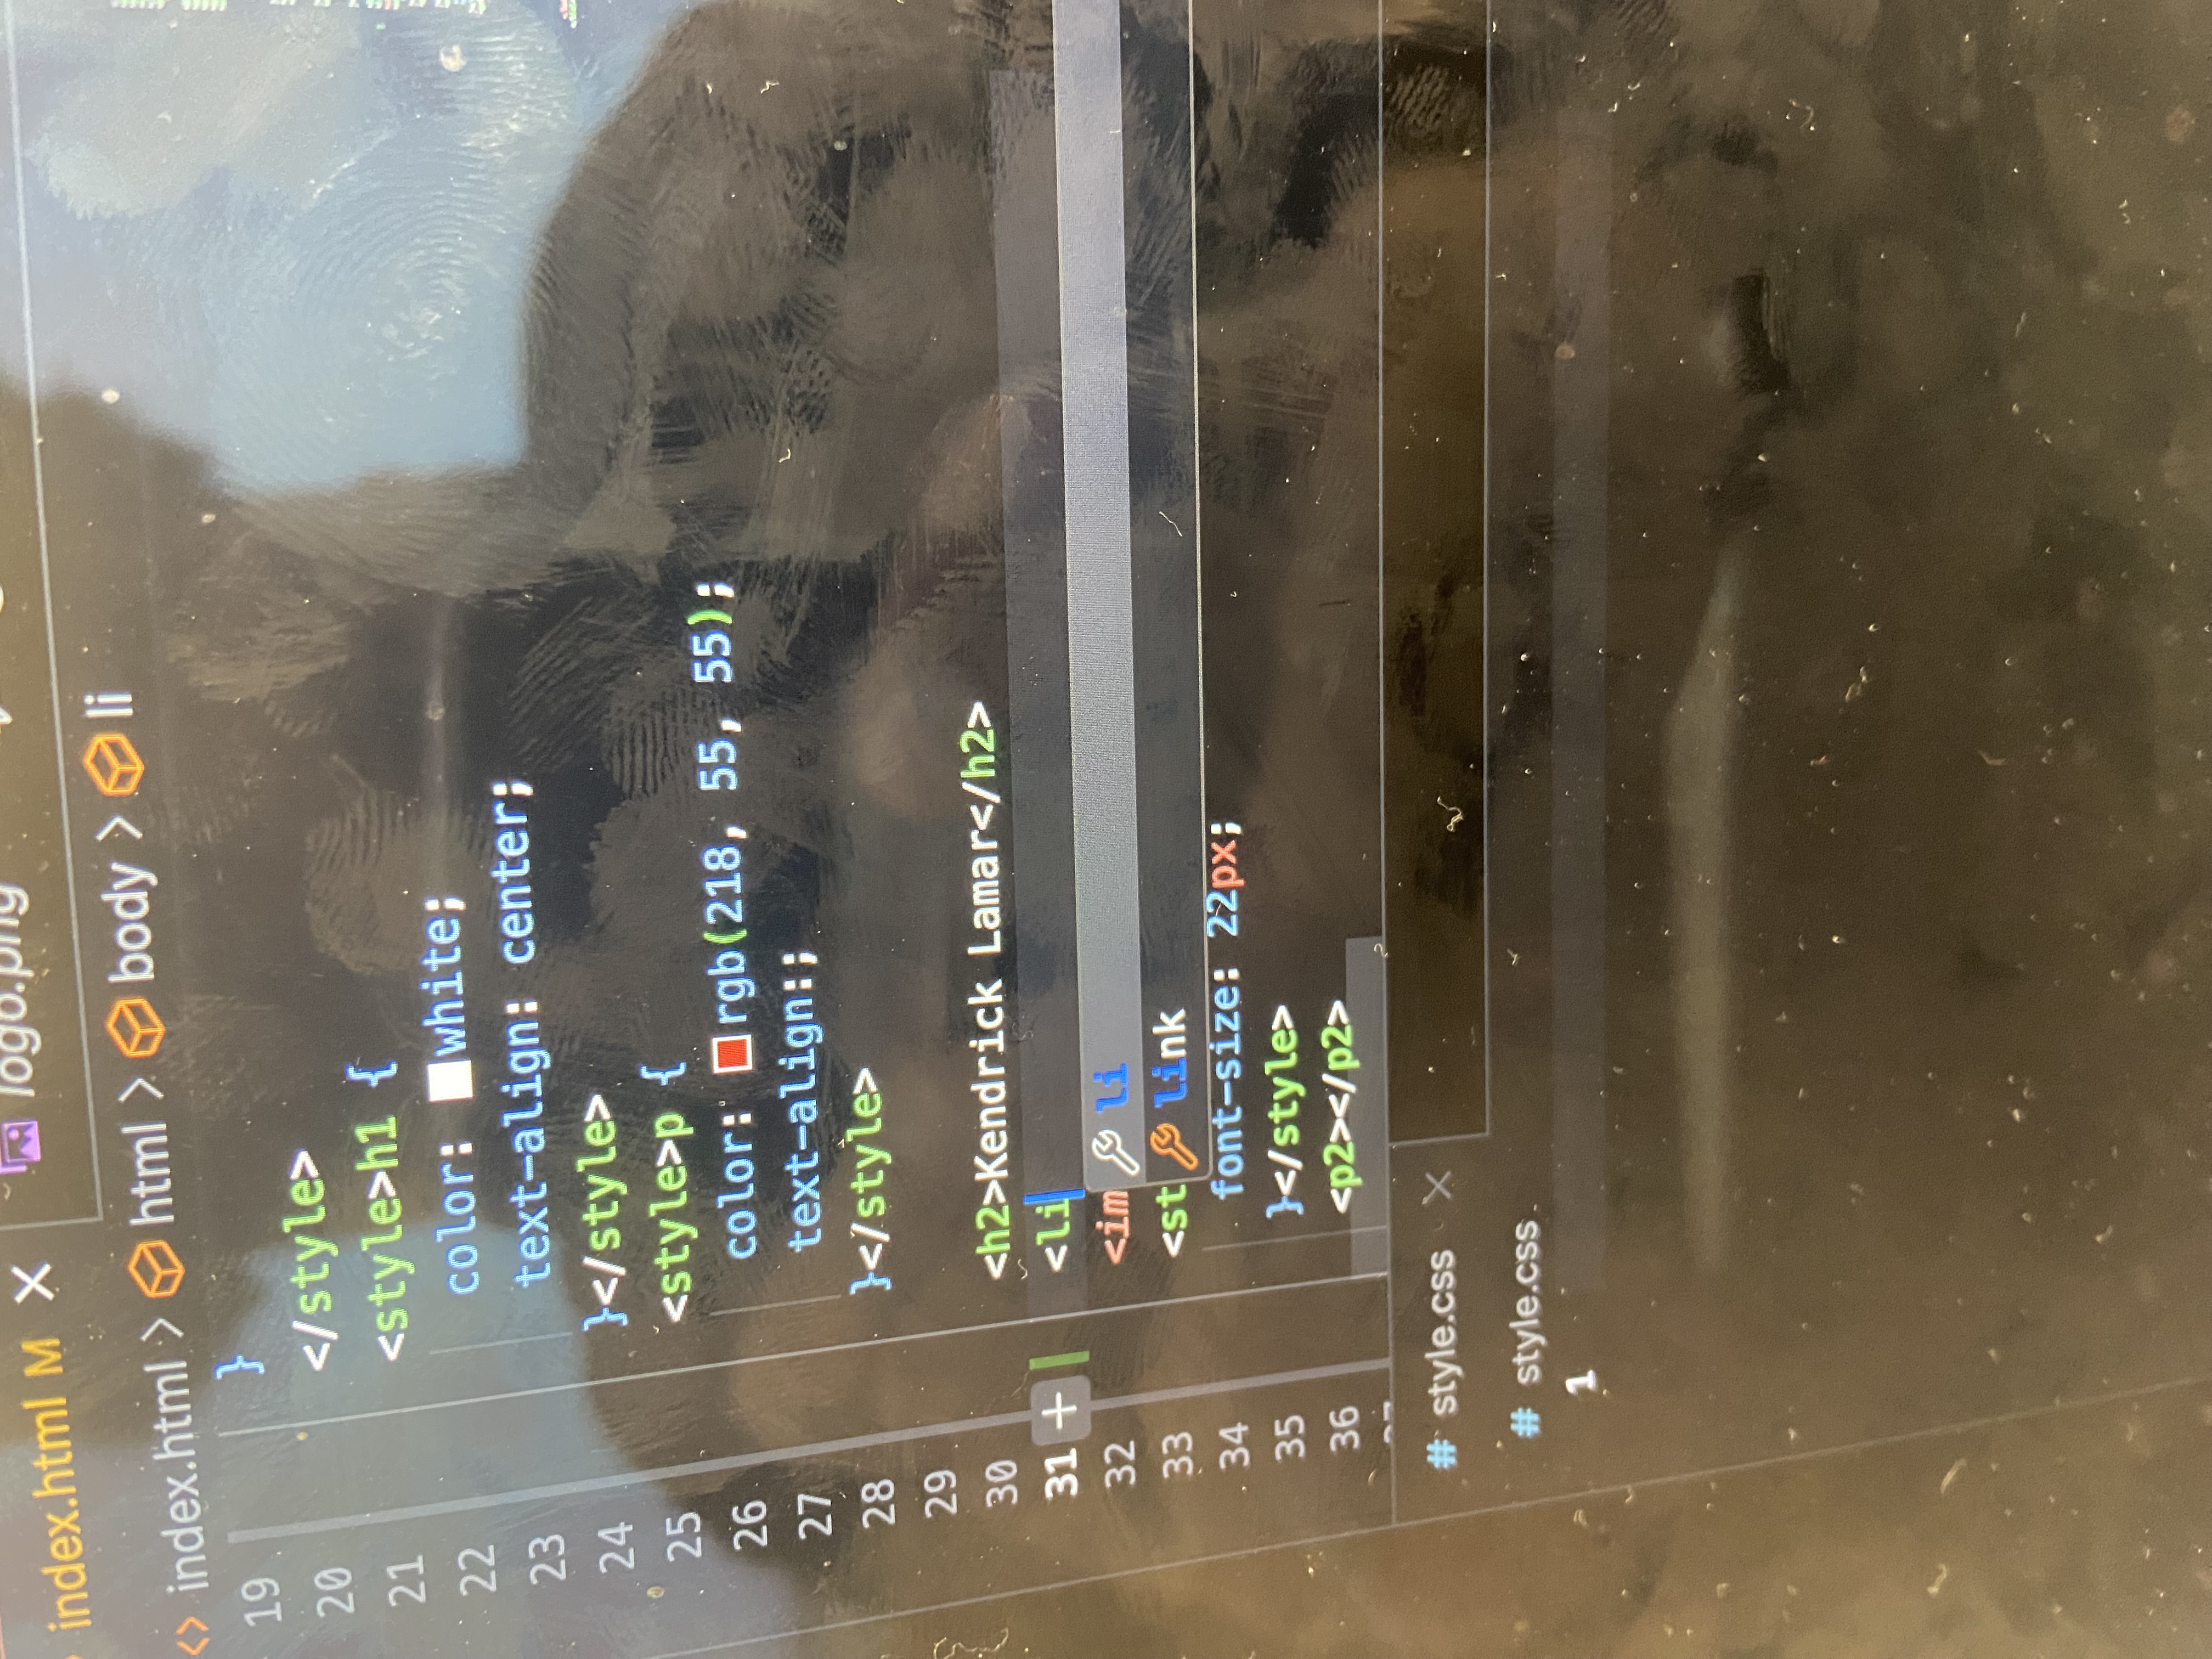 index.html M
logo.png
index.html > html > body > li
19 }
20 </style>
21 <style>h1 {
22 color: white;
23 text-align: center;
24 }</style>
25 <style>p {
26 color: rgb(218, 55, 55);
27 text-align:;
28 }</style>
29
30 <h2>Kendrick Lamar</h2>
31 + <li
32 <im
li
33 <st
link
34 font-size: 22px;
35 }</style>
36 <p2></p2>
# style.css
# style.css
1